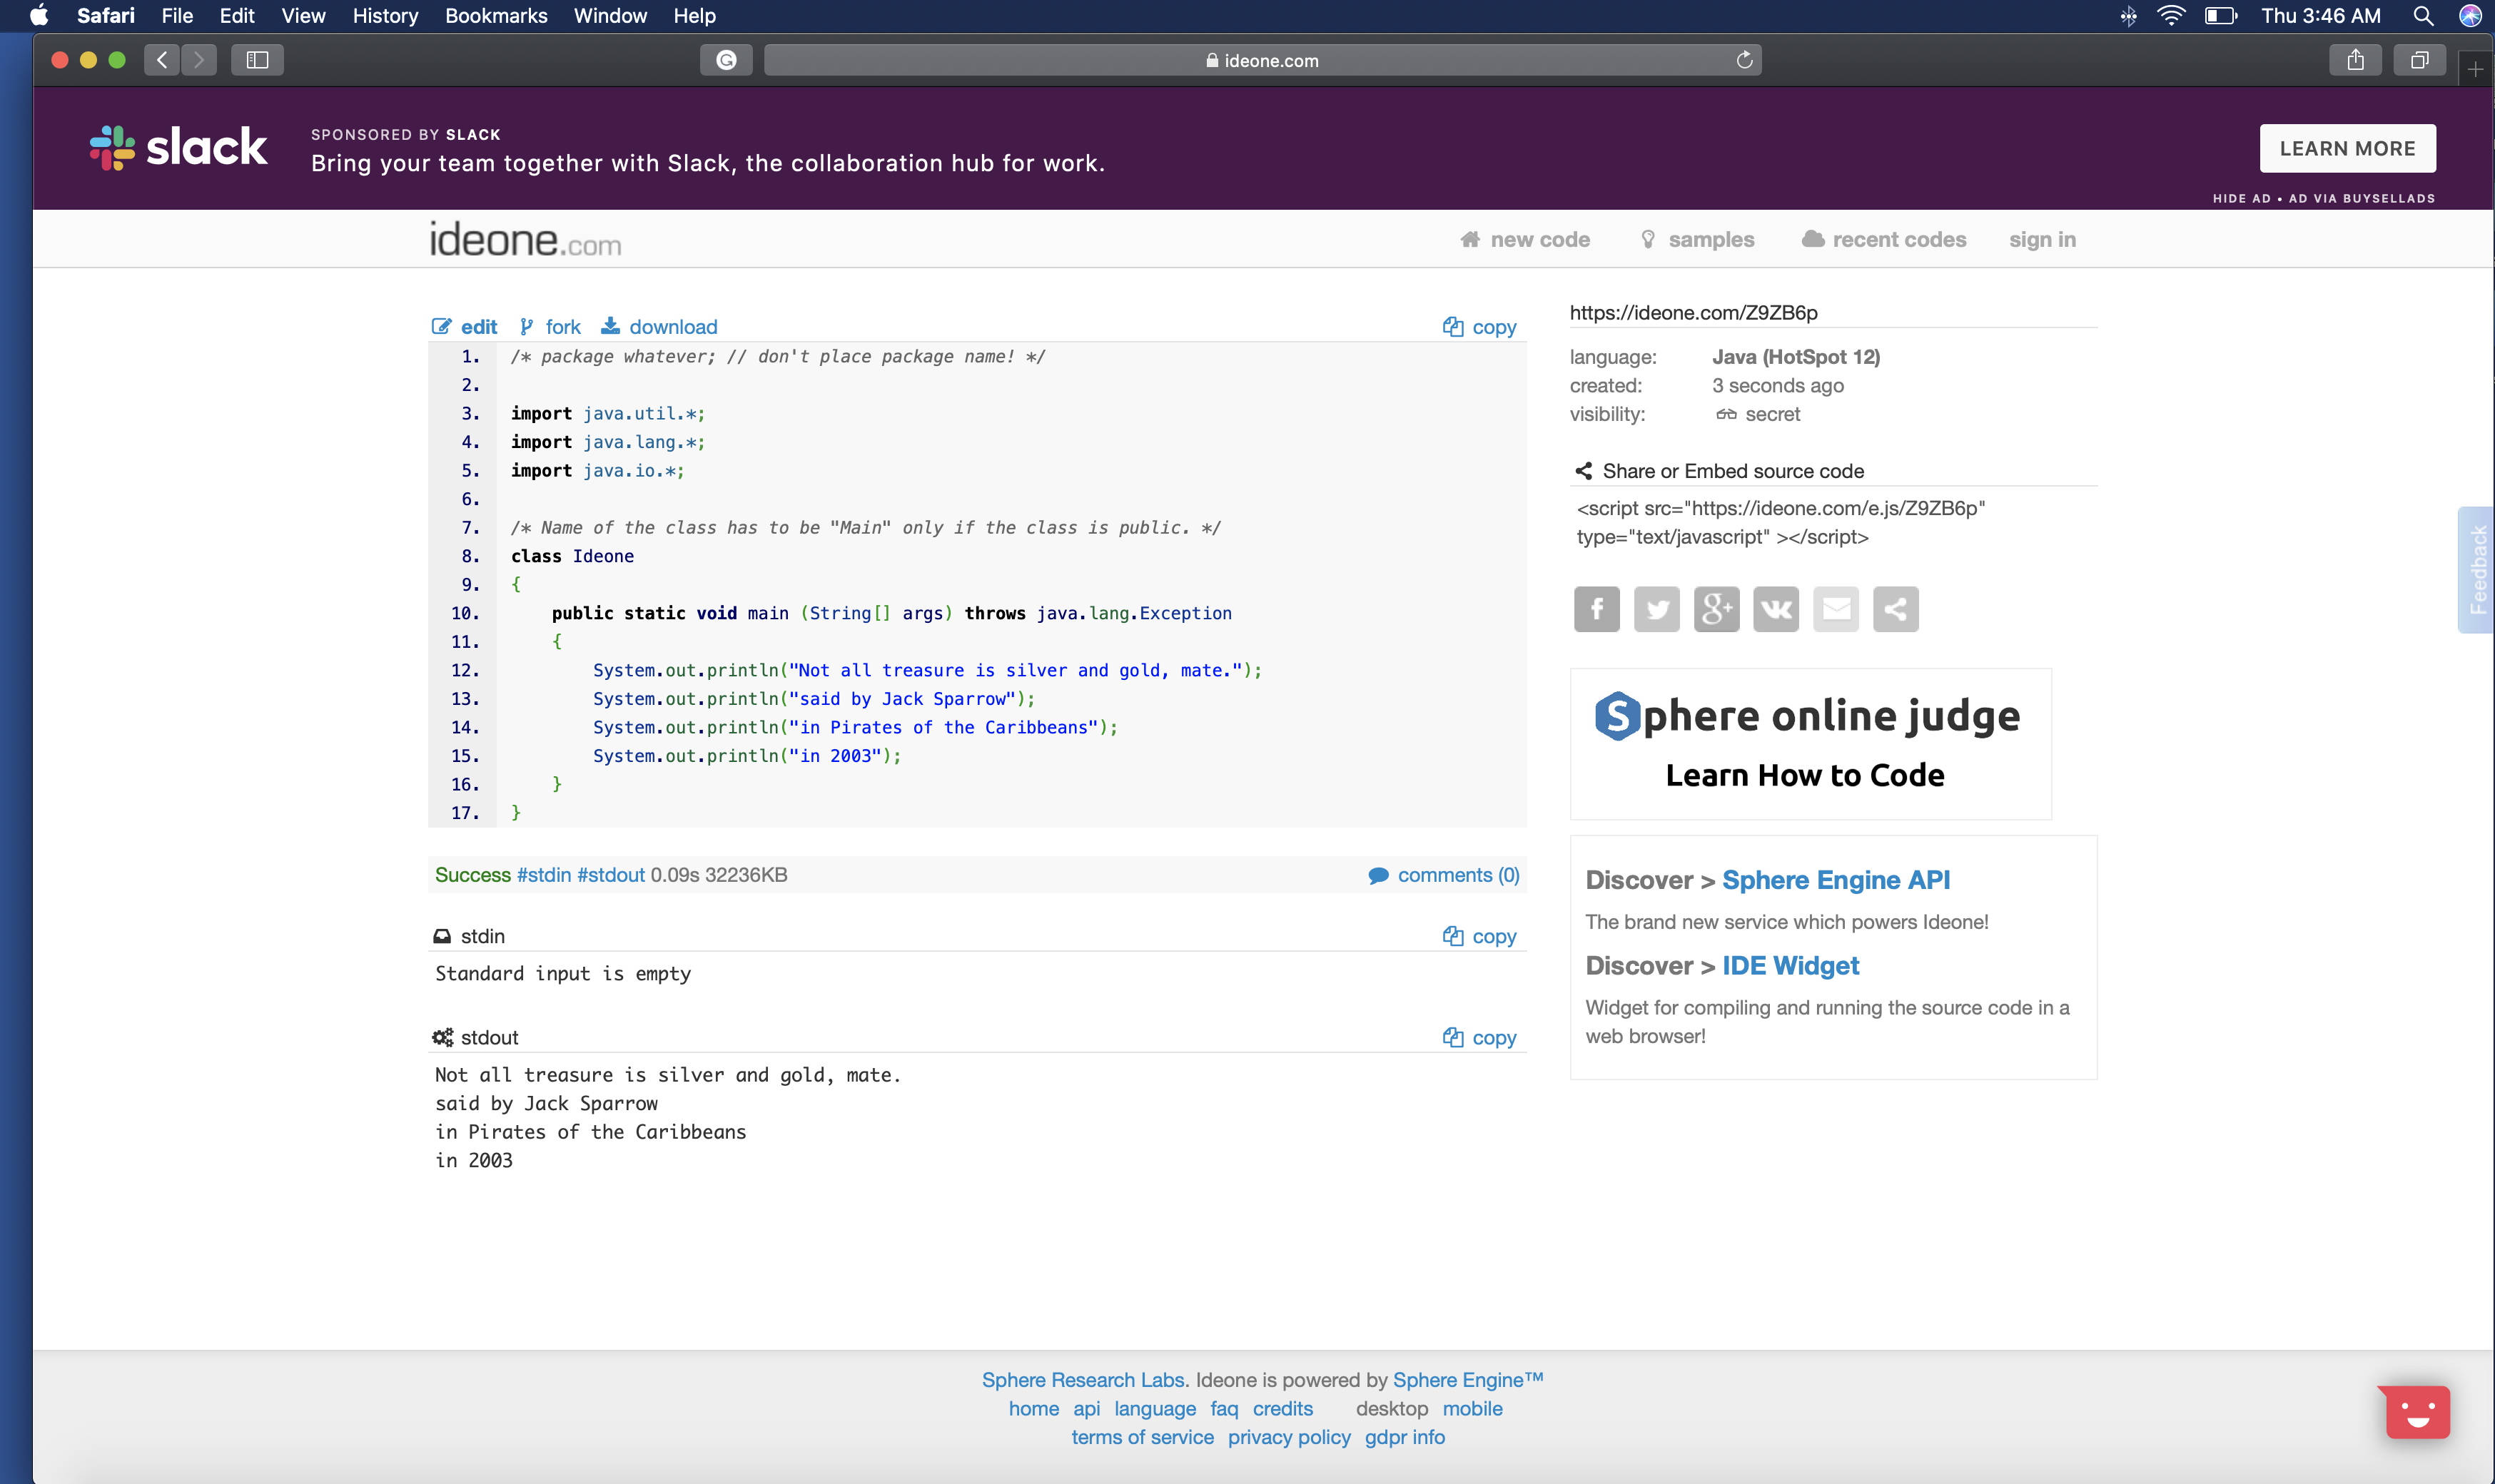 Safari File Edit View History Bookmarks Window Help Thu 3:46 AM
ideone.com
slack
SPONSORED BY SLACK
Bring your team together with Slack, the collaboration hub for work.
LEARN MORE
HIDE AD • AD VIA BUYSELLADS
ideone.com new code samples recent codes sign in
edit fork download copy
1. /* package whatever; // don't place package name! */
2.
3. import java.util.*;
4. import java.lang.*;
5. import java.io.*;
6.
7. /* Name of the class has to be "Main" only if the class is public. */
8. class Ideone
9. {
10. public static void main (String[] args) throws java.lang.Exception
11. {
12. System.out.println("Not all treasure is silver and gold, mate.");
13. System.out.println("said by Jack Sparrow");
14. System.out.println("in Pirates of the Caribbeans");
15. System.out.println("in 2003");
16. }
17. }
Success #stdin #stdout 0.09s 32236KB comments (0)
stdin copy
Standard input is empty
stdout copy
Not all treasure is silver and gold, mate.
said by Jack Sparrow
in Pirates of the Caribbeans
in 2003
https://ideone.com/Z9ZB6p
language: Java (HotSpot 12)
created: 3 seconds ago
visibility: secret
Share or Embed source code
<script src="https://ideone.com/e.js/Z9ZB6p"
type="text/javascript" ></script>
Feedback
Sphere online judge
Learn How to Code
Discover > Sphere Engine API
The brand new service which powers Ideone!
Discover > IDE Widget
Widget for compiling and running the source code in a
web browser!
Sphere Research Labs. Ideone is powered by Sphere Engine™
home api language faq credits desktop mobile
terms of service privacy policy gdpr info